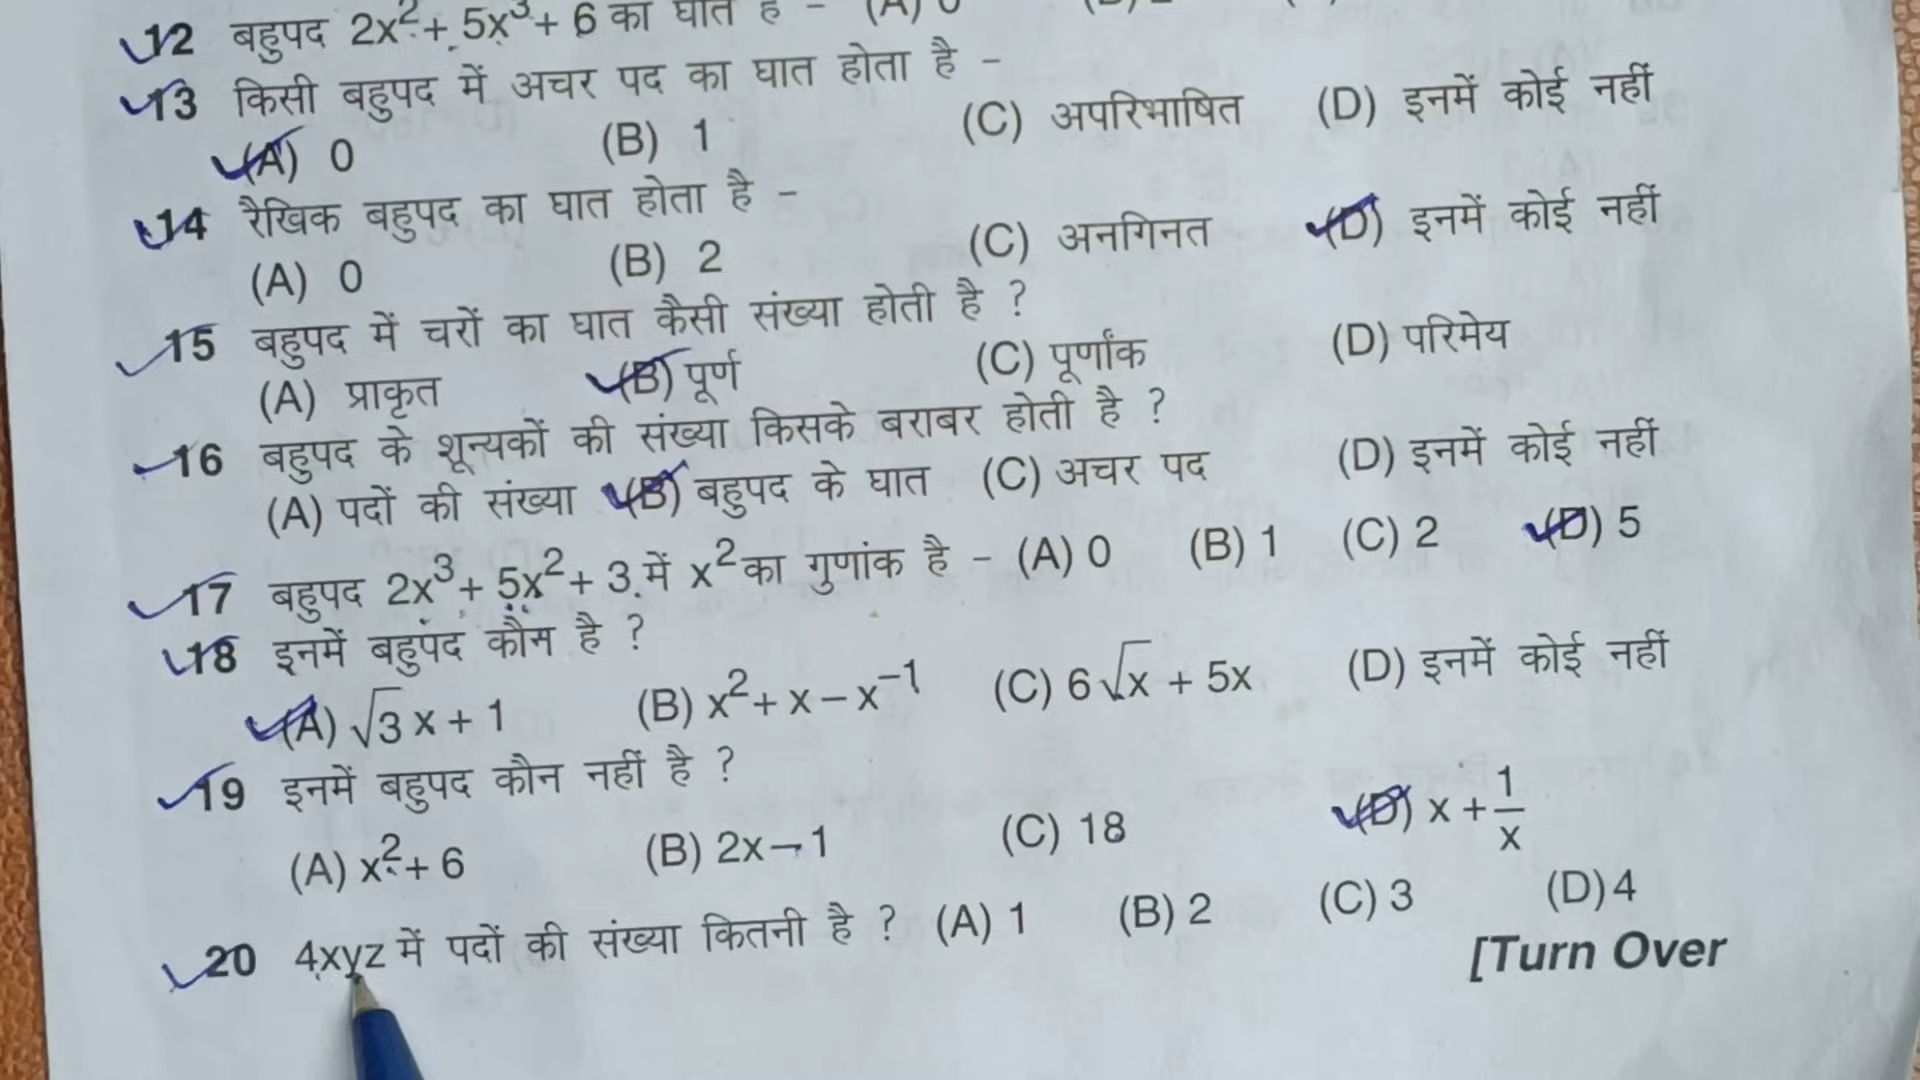 12 बहुपद 2x²+ 5x³+ 6 का घात है - (A) 0
13 किसी बहुपद में अचर पद का घात होता है -
(A) 0 (B) 1 (C) अपरिभाषित (D) इनमें कोई नहीं
14 रैखिक बहुपद का घात होता है -
(A) 0 (B) 2 (C) अनगिनत (D) इनमें कोई नहीं
15 बहुपद में चरों का घात कैसी संख्या होती है ?
(A) प्राकृत (B) पूर्ण (C) पूर्णांक (D) परिमेय
16 बहुपद के शून्यकों की संख्या किसके बराबर होती है ?
(A) पदों की संख्या (B) बहुपद के घात (C) अचर पद (D) इनमें कोई नहीं
17 बहुपद 2x³+ 5x²+ 3 में x² का गुणांक है - (A) 0 (B) 1 (C) 2 (D) 5
18 इनमें बहुपद कौन है ?
(A) √3 x + 1 (B) x²+ x – x⁻¹ (C) 6√x + 5x (D) इनमें कोई नहीं
19 इनमें बहुपद कौन नहीं है ?
(A) x²+ 6 (B) 2x – 1 (C) 18 (D) x + 1/x
20 4xyz में पदों की संख्या कितनी है ? (A) 1 (B) 2 (C) 3 (D) 4
[Turn Over